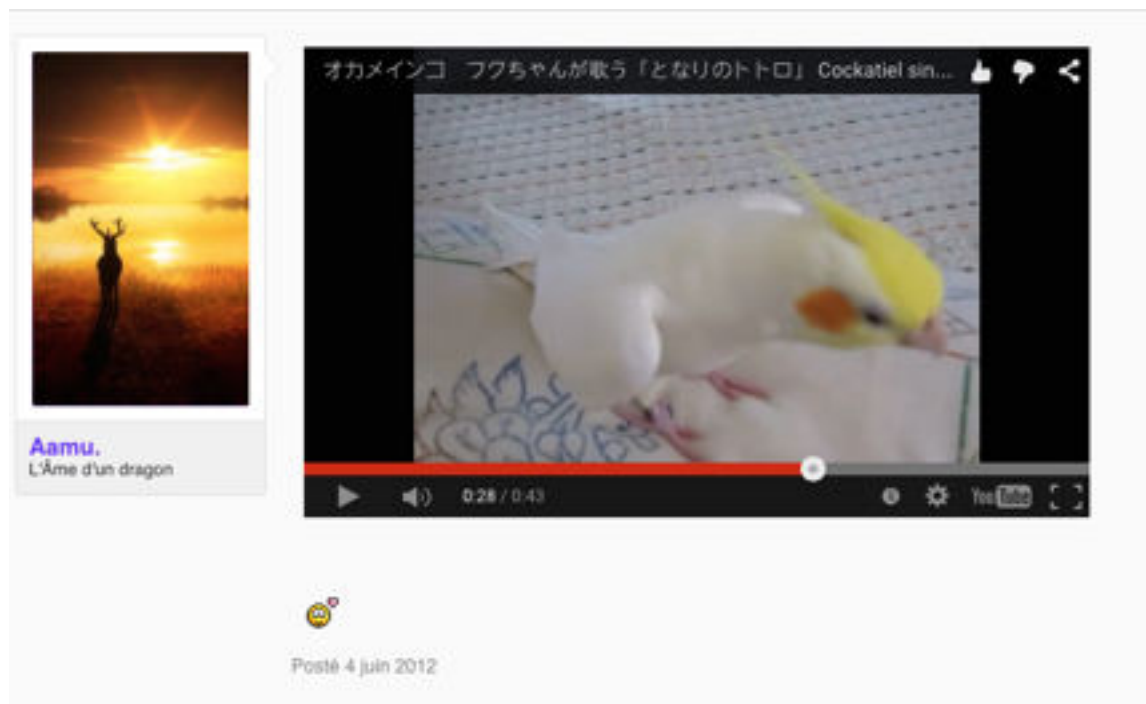 オカメインコ　フクちゃんが歌う「となりのトトロ」 Cockatiel sin...
Aamu.
L'Âme d'un dragon
0:28 / 0:43
YouTube
Posté 4 juin 2012